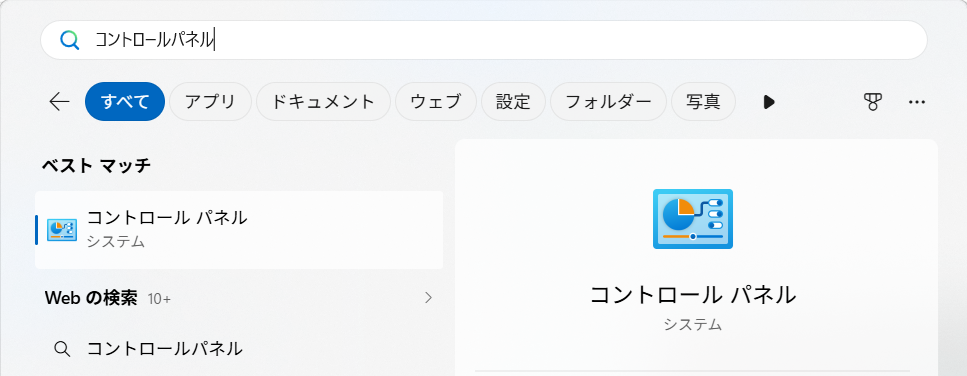 コントロールパネル
すべて アプリ ドキュメント ウェブ 設定 フォルダー 写真
ベスト マッチ
コントロール パネル
システム
Web の検索 10+
コントロールパネル
コントロール パネル
システム